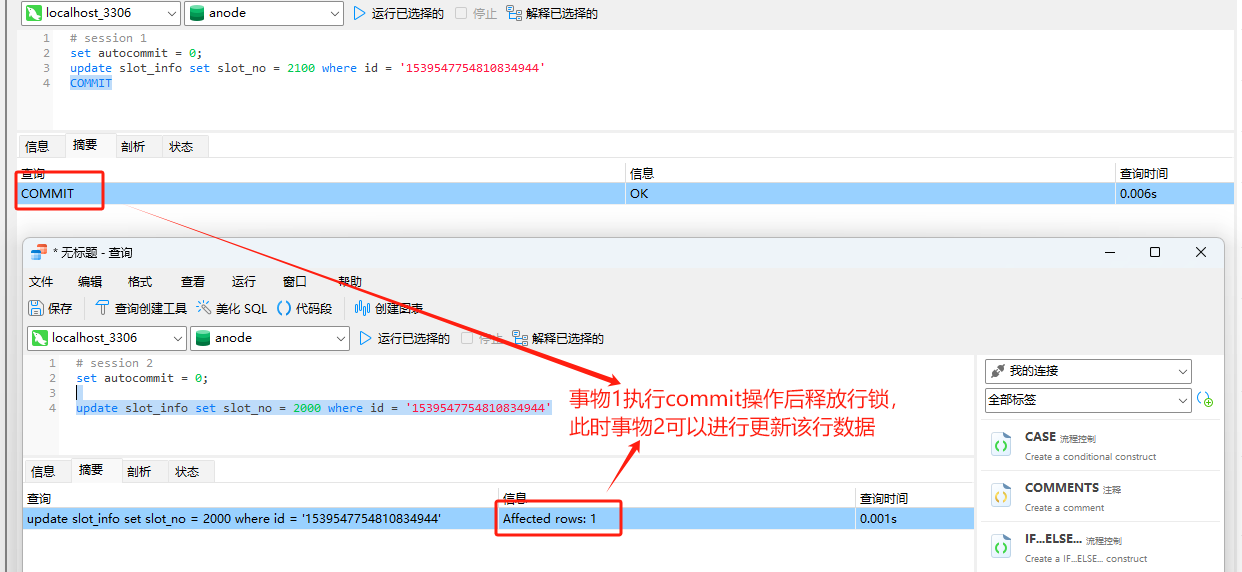 localhost_3306 anode 运行已选择的 停止 解释已选择的
1 # session 1
2 set autocommit = 0;
3 update slot_info set slot_no = 2100 where id = '1539547754810834944'
4 COMMIT
信息 摘要 剖析 状态
查询 信息 查询时间
COMMIT OK 0.006s
* 无标题 - 查询
文件 编辑 格式 查看 运行 窗口 帮助
保存 查询创建工具 美化 SQL 代码段 创建图表
localhost_3306 anode 运行已选择的 停止 解释已选择的
1 # session 2
2 set autocommit = 0;
3
4 update slot_info set slot_no = 2000 where id = '1539547754810834944'
事物1执行commit操作后释放行锁，
此时事物2可以进行更新该行数据
我的连接
全部标签
CASE 流程控制
Create a conditional construct
COMMENTS 注释
Create a comment
IF...ELSE... 流程控制
Create a IF...ELSE... construct
信息 摘要 剖析 状态
查询 信息 查询时间
update slot_info set slot_no = 2000 where id = '1539547754810834944' Affected rows: 1 0.001s